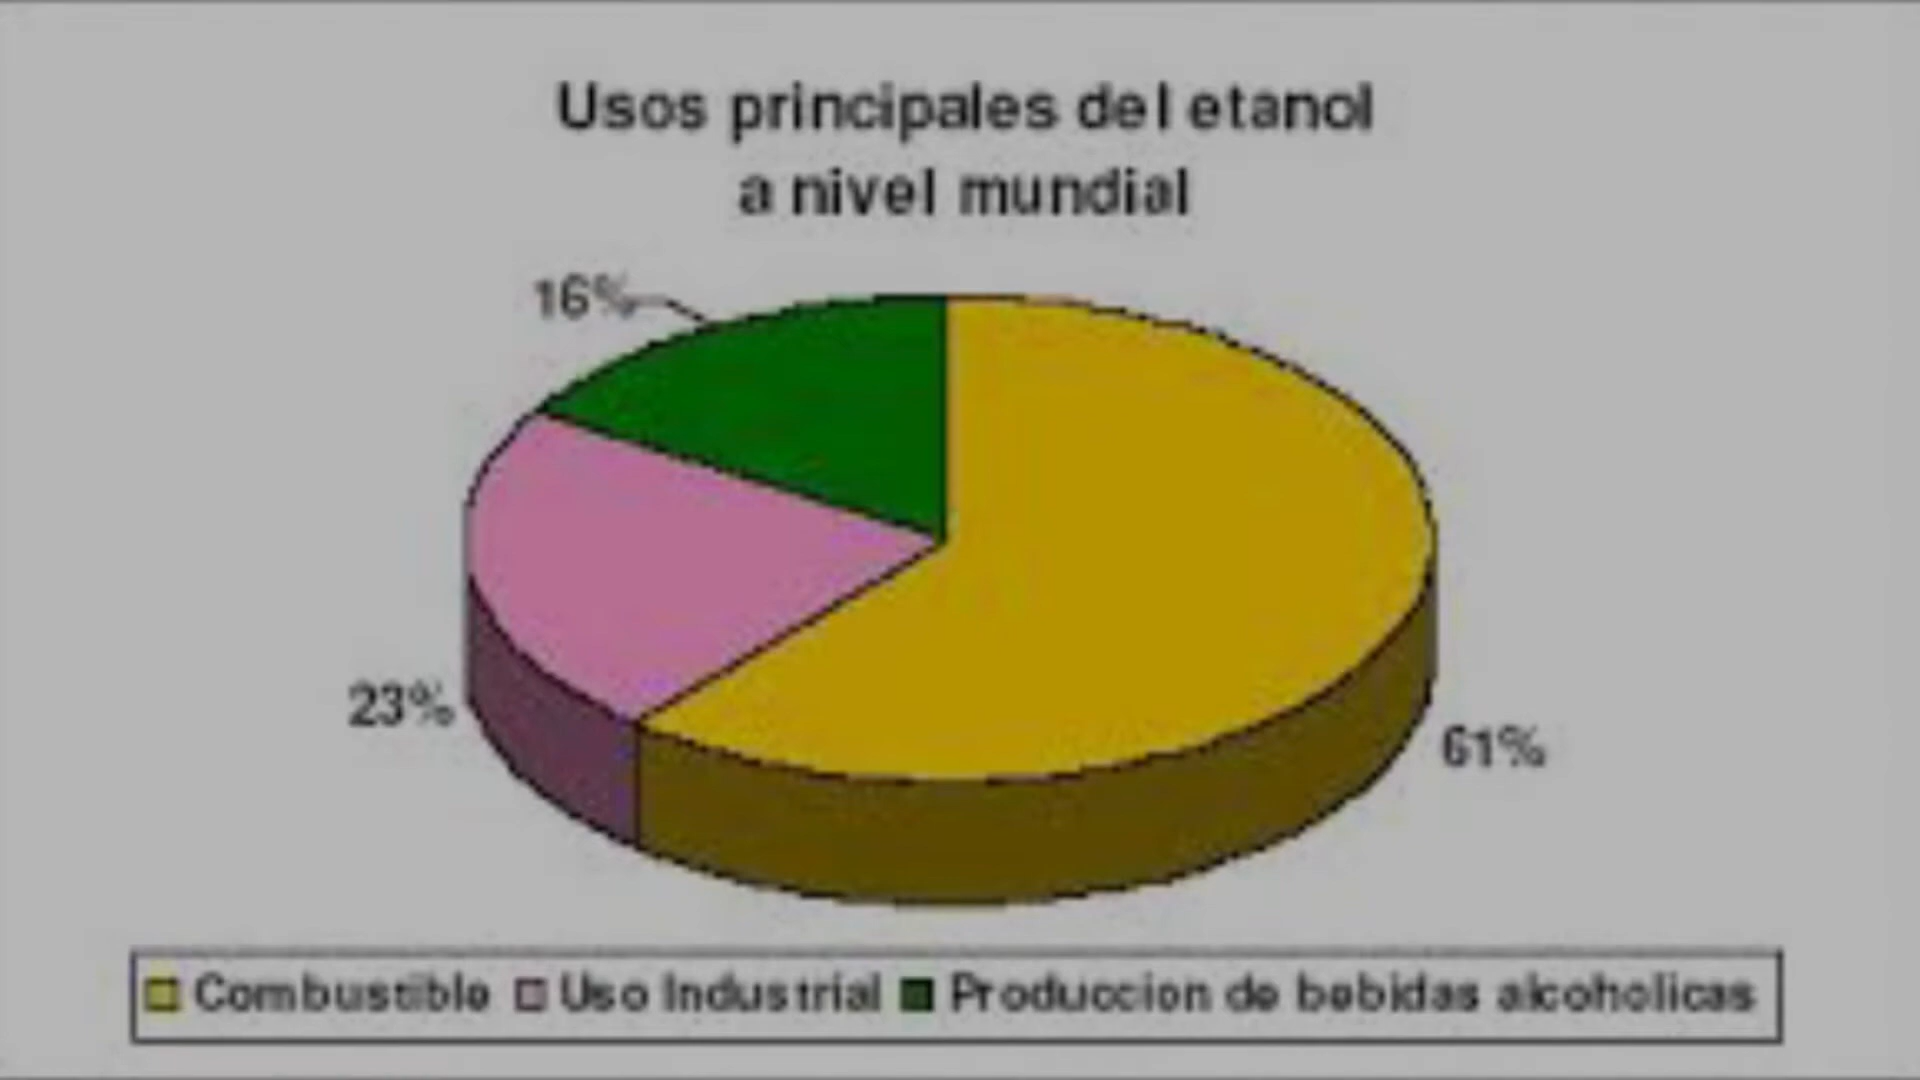 Usos principales del etanol
a nivel mundial
16%
23%
61%
Combustible Uso Industrial Produccion de bebidas alcoholicas